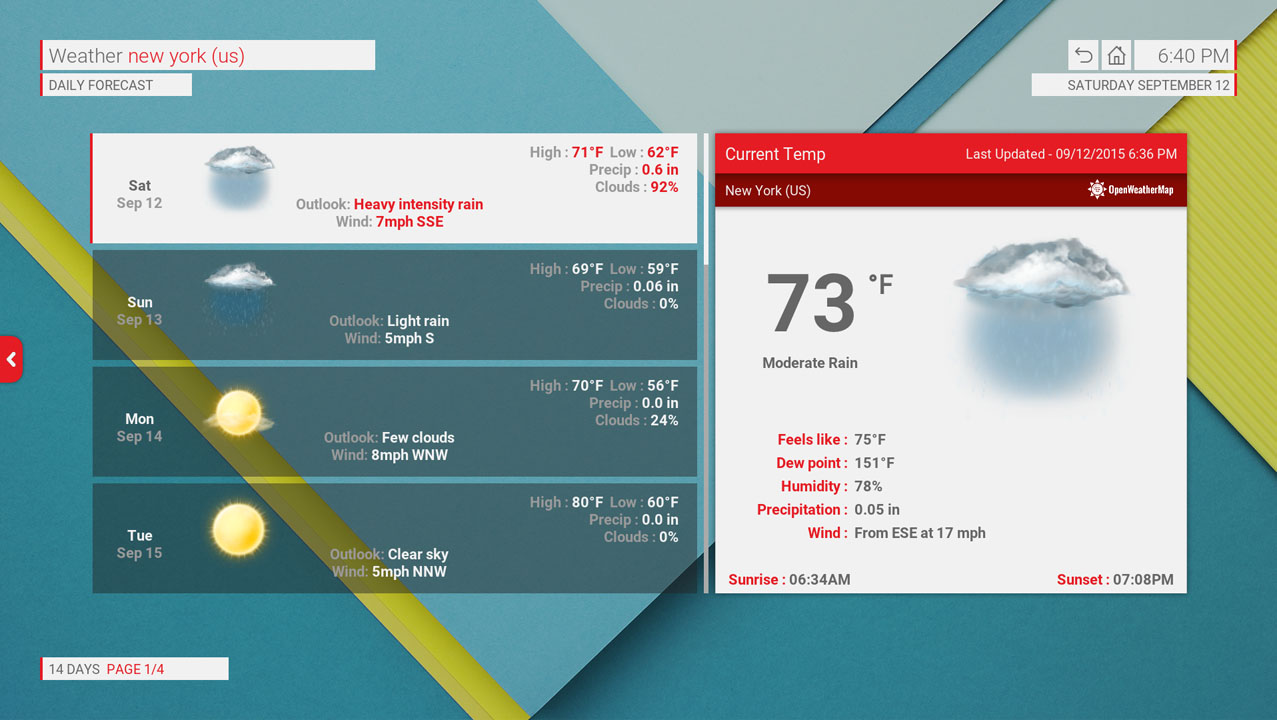 Weather new york (us)
DAILY FORECAST
6:40 PM
SATURDAY SEPTEMBER 12
Sat
Sep 12
High : 71°F Low : 62°F
Precip : 0.6 in
Clouds : 92%
Outlook: Heavy intensity rain
Wind: 7mph SSE
Sun
Sep 13
High : 69°F Low : 59°F
Precip : 0.06 in
Clouds : 0%
Outlook: Light rain
Wind: 5mph S
Mon
Sep 14
High : 70°F Low : 56°F
Precip : 0.0 in
Clouds : 24%
Outlook: Few clouds
Wind: 8mph WNW
Tue
Sep 15
High : 80°F Low : 60°F
Precip : 0.0 in
Clouds : 0%
Outlook: Clear sky
Wind: 5mph NNW
Current Temp
Last Updated - 09/12/2015 6:36 PM
New York (US)
OpenWeatherMap
73 °F
Moderate Rain
Feels like : 75°F
Dew point : 151°F
Humidity : 78%
Precipitation : 0.05 in
Wind : From ESE at 17 mph
Sunrise : 06:34AM
Sunset : 07:08PM
14 DAYS PAGE 1/4